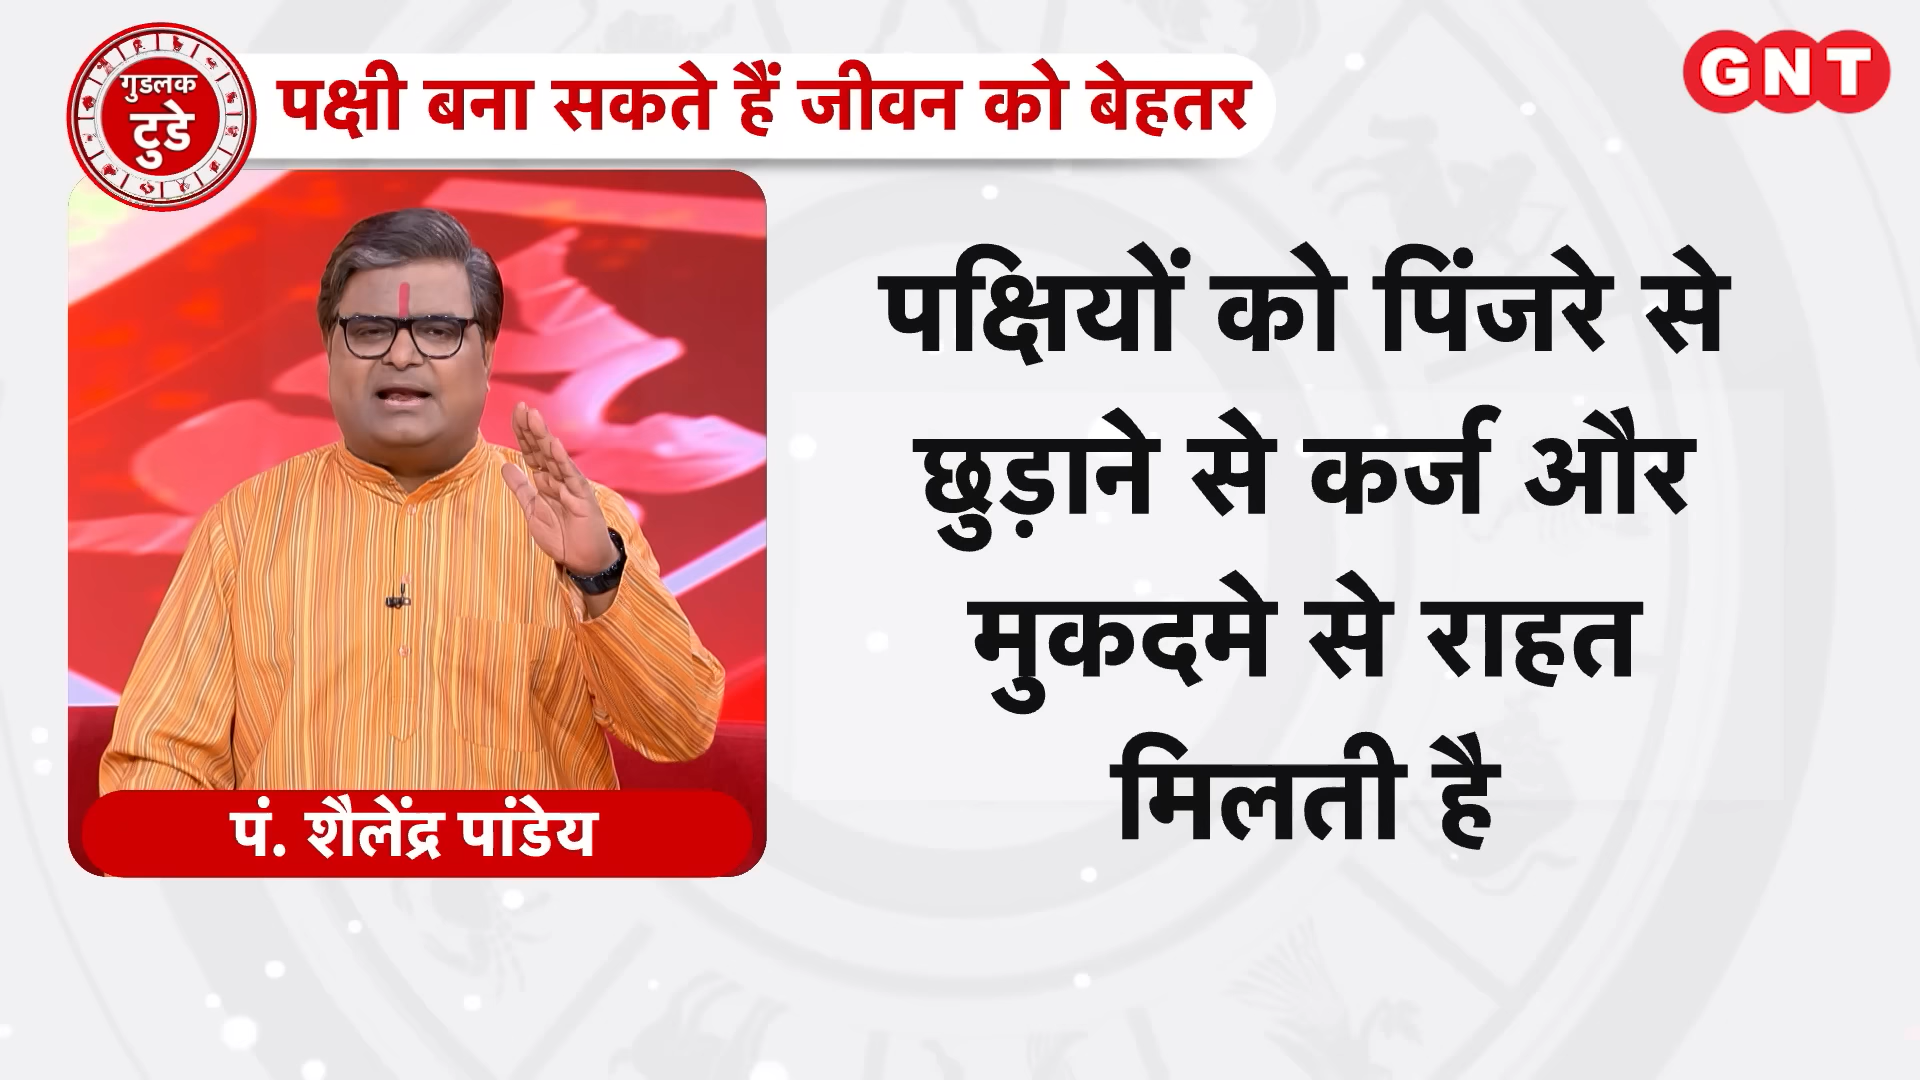 गुडलक
टुडे
पक्षी बना सकते हैं जीवन को बेहतर
GNT
पक्षियों को पिंजरे से
छुड़ाने से कर्ज और
मुकदमे से राहत
मिलती है
पं. शैलेंद्र पांडेय